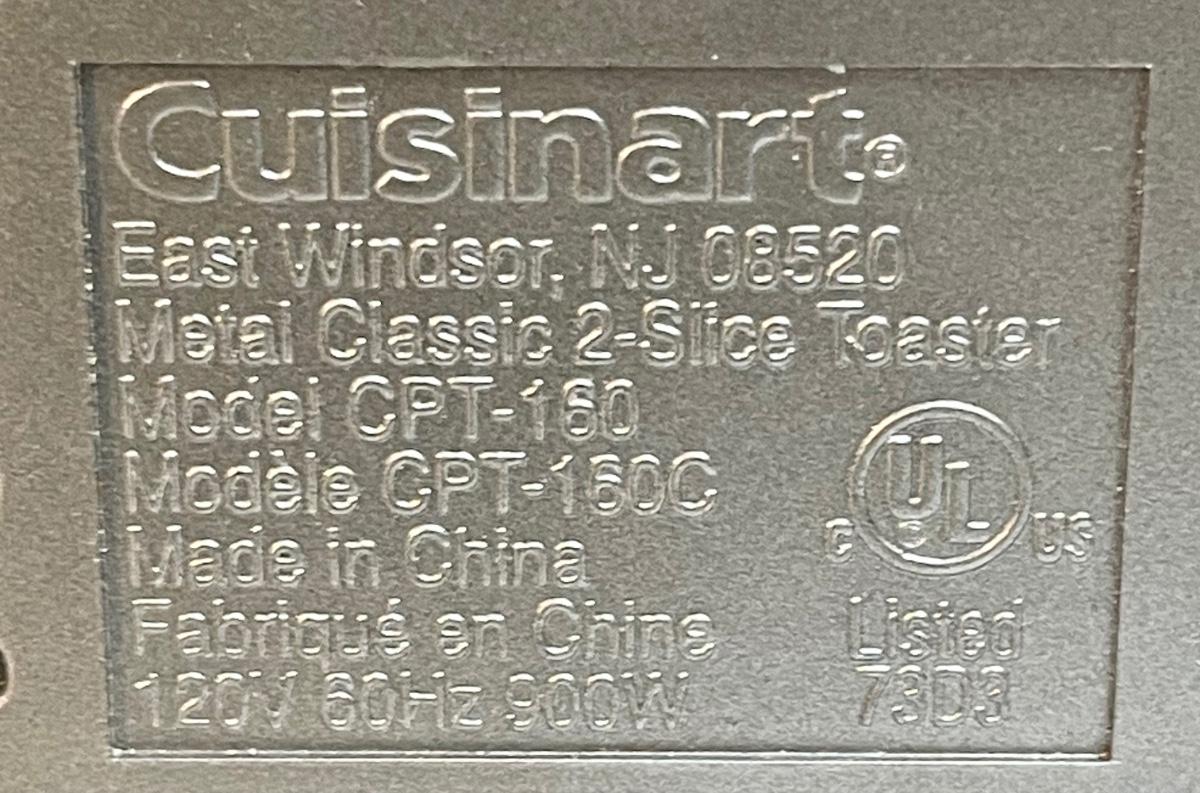 Cuisinart®
East Windsor, NJ 08520
Metal Classic 2-Slice Toaster
Model CPT-160
Modèle CPT-160C
Made in China
Fabriqué en Chine
120V 60Hz 900W
UL®
C US
Listed
73D3